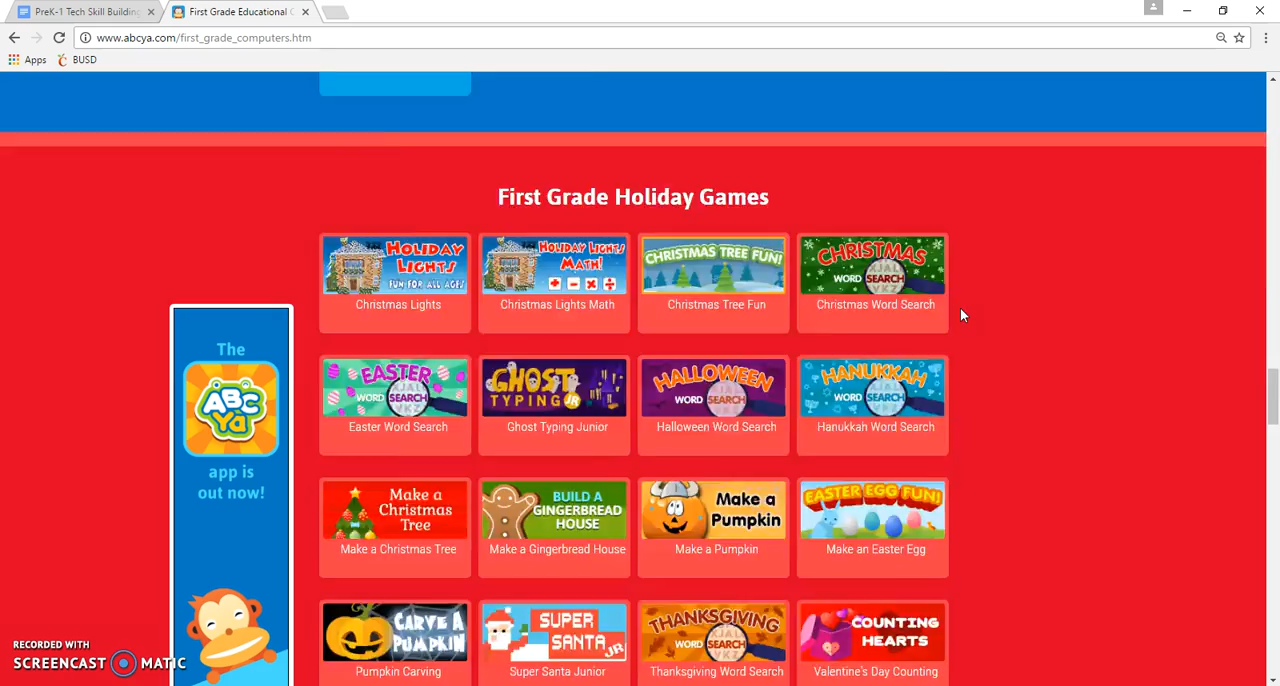 PreK-1 Tech Skill Building
First Grade Educational G
www.abcya.com/first_grade_computers.htm
Apps
BUSD
First Grade Holiday Games
HOLIDAY
LIGHTS
FUN FOR ALL AGES
Christmas Lights
HOLIDAY LIGHTS
MATH!
Christmas Lights Math
CHRISTMAS TREE FUN!
Christmas Tree Fun
CHRISTMAS
WORD SEARCH
Christmas Word Search
EASTER
WORD SEARCH
Easter Word Search
GHOST
TYPING JR
Ghost Typing Junior
HALLOWEEN
WORD SEARCH
Halloween Word Search
HANUKKAH
WORD SEARCH
Hanukkah Word Search
The
ABC
Ya
app is
out now!
Make a
Christmas
Tree
Make a Christmas Tree
BUILD A
GINGERBREAD
HOUSE
Make a Gingerbread House
Make a
Pumpkin
Make a Pumpkin
EASTER EGG FUN!
Make an Easter Egg
CARVE A
PUMPKIN
Pumpkin Carving
SUPER
SANTA JR
Super Santa Junior
THANKSGIVING
WORD SEARCH
Thanksgiving Word Search
COUNTING
HEARTS
Valentine's Day Counting
RECORDED WITH
SCREENCAST MATIC